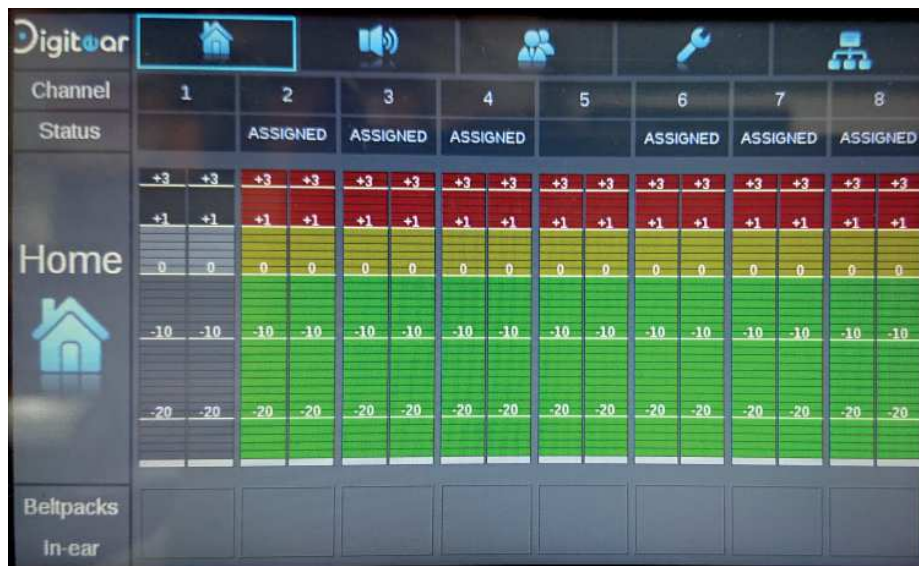 Digitear
Channel 1 2 3 4 5 6 7 8
Status ASSIGNED ASSIGNED ASSIGNED ASSIGNED ASSIGNED ASSIGNED
+3 +3 +3 +3 +3 +3 +3 +3 +3 +3 +3 +3 +3 +3 +3 +3
+1 +1 +1 +1 +1 +1 +1 +1 +1 +1 +1 +1 +1 +1 +1 +1
Home
0 0 0 0 0 0 0 0 0 0 0 0 0 0 0 0
-10 -10 -10 -10 -10 -10 -10 -10 -10 -10 -10 -10 -10 -10 -10 -10
-20 -20 -20 -20 -20 -20 -20 -20 -20 -20 -20 -20 -20 -20 -20 -20
Beltpacks
In-ear